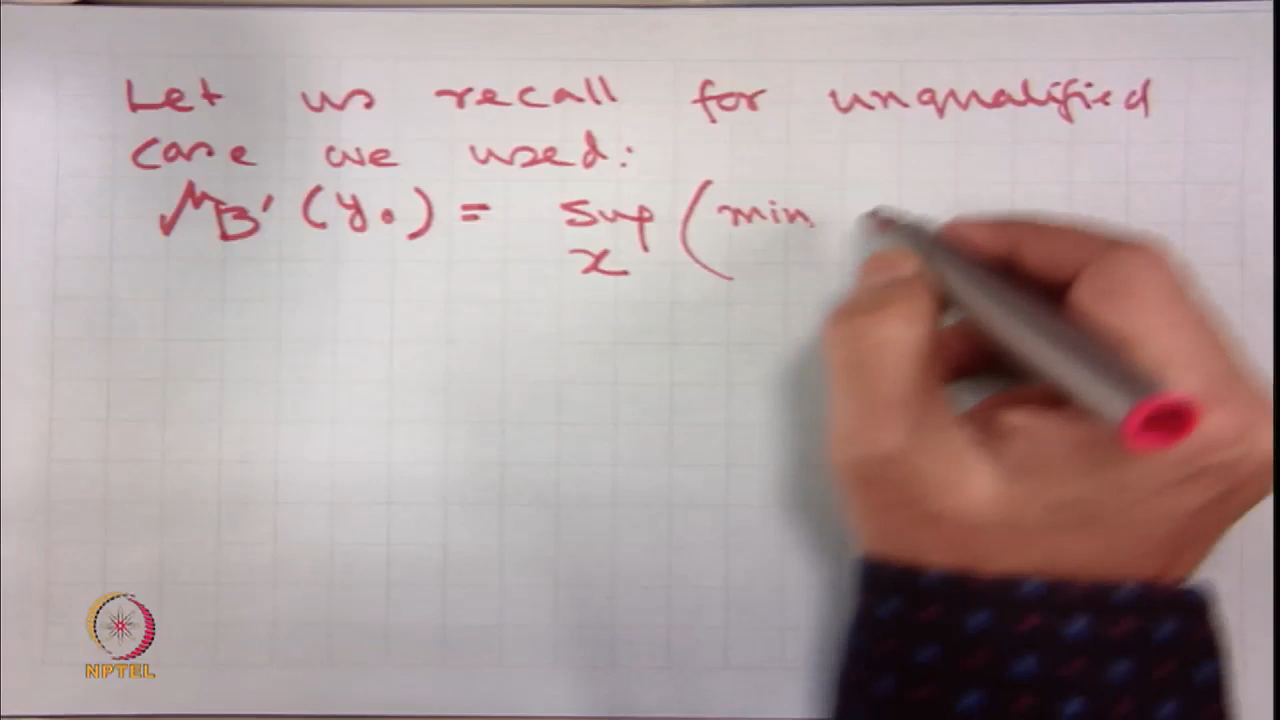 Let us recall for unqualified
case we used:
μB'(y₀) = sup (min
x
NPTEL